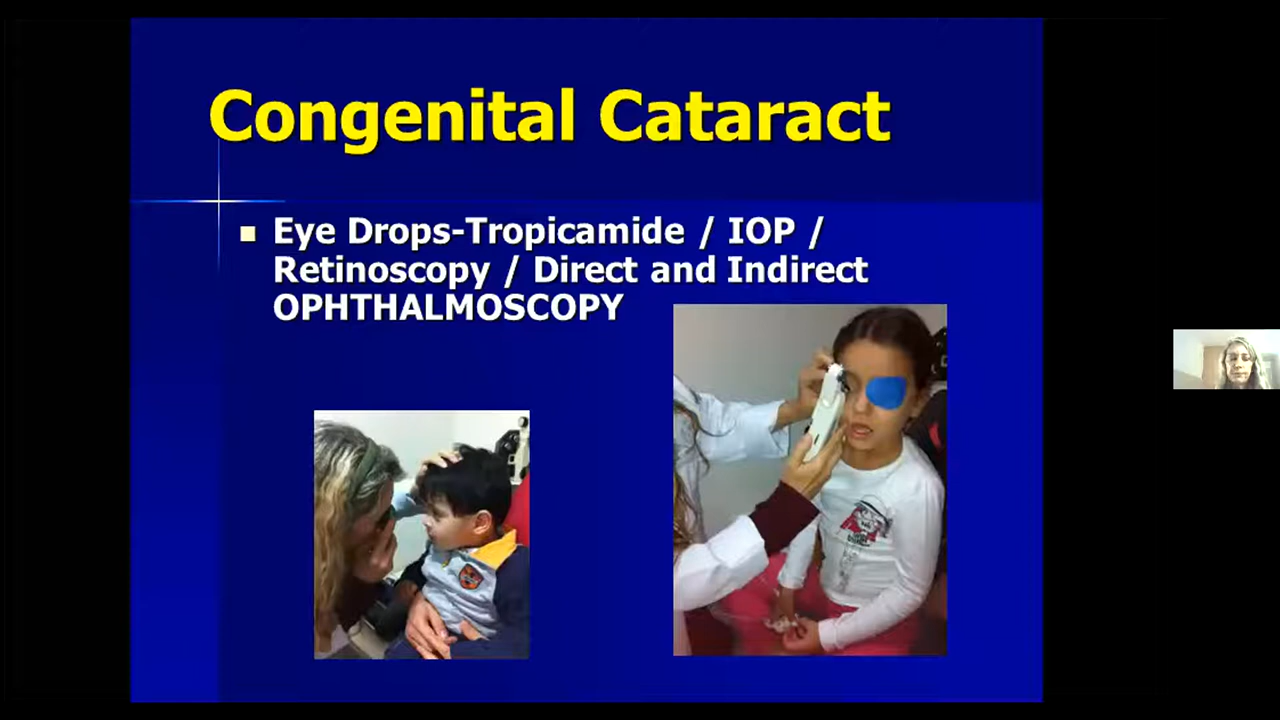 Congenital Cataract
Eye Drops-Tropicamide / IOP /
Retinoscopy / Direct and Indirect
OPHTHALMOSCOPY